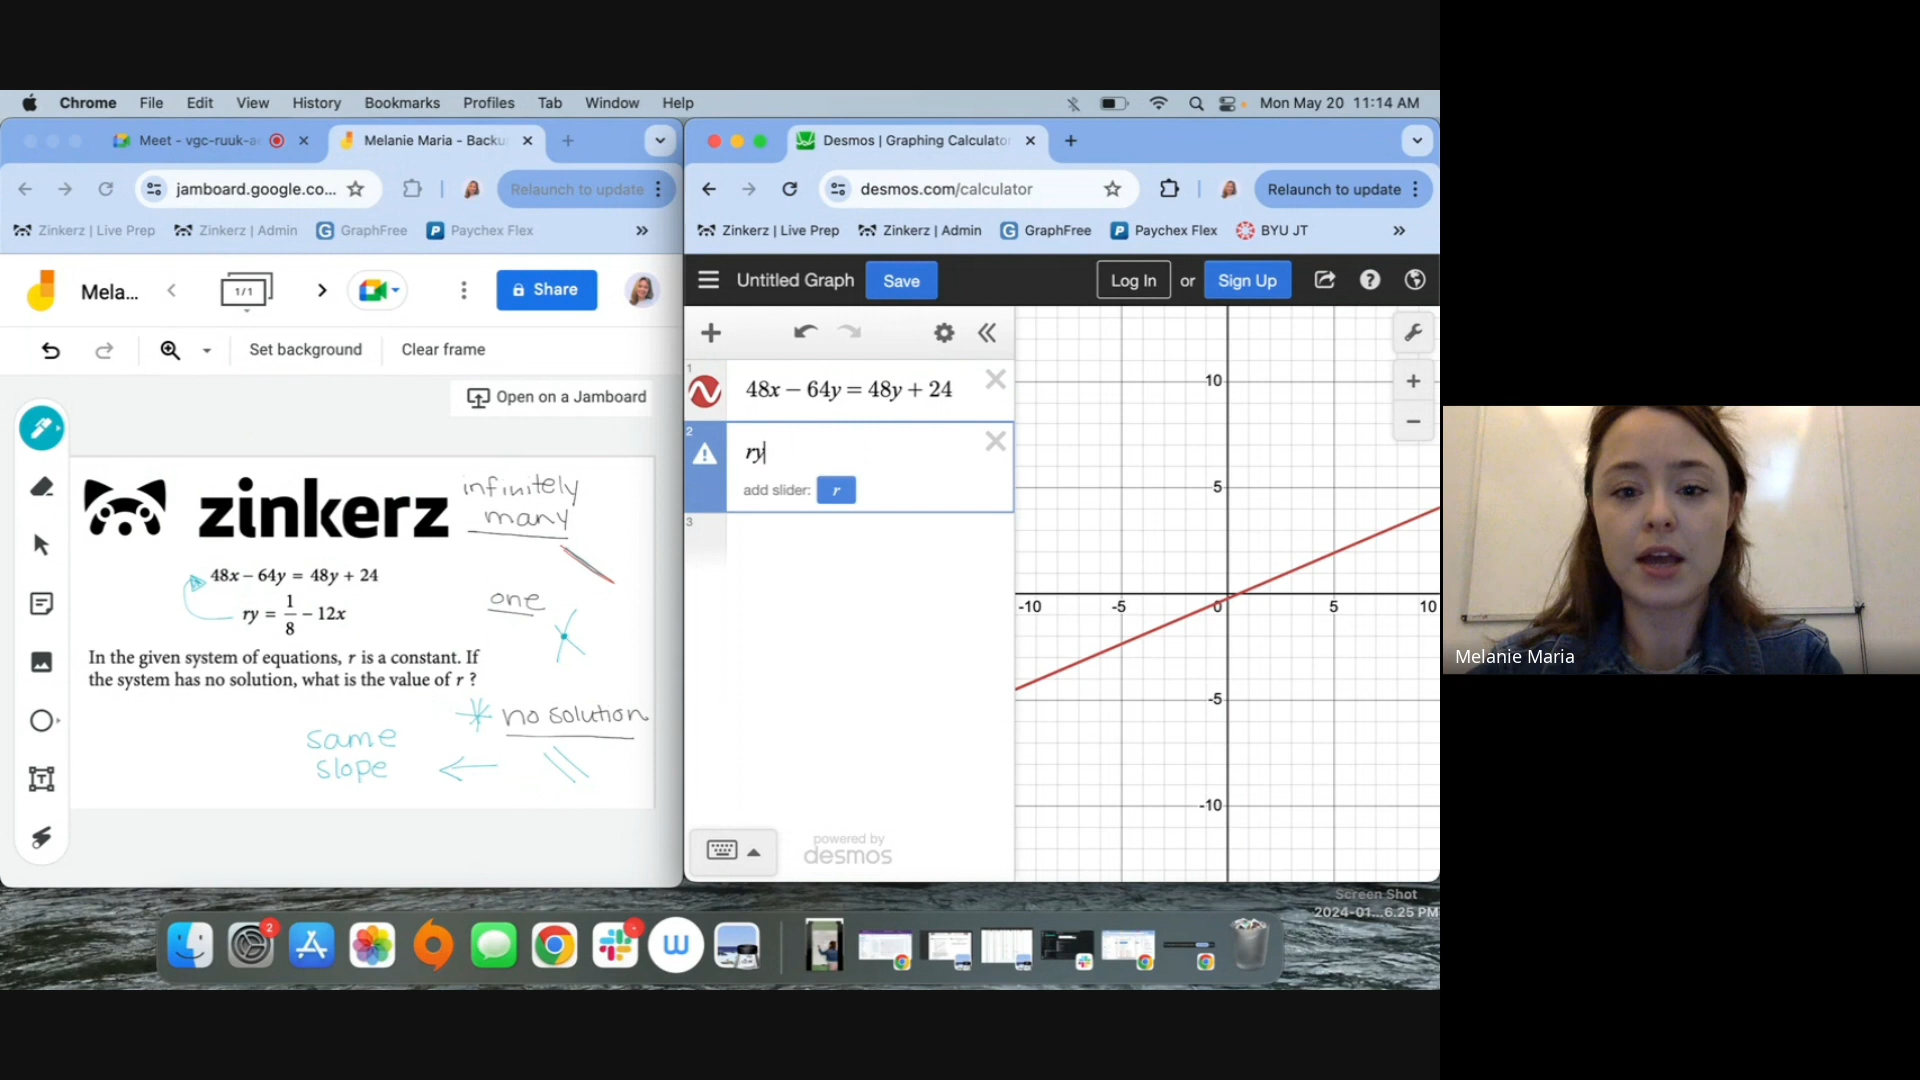 Chrome File Edit View History Bookmarks Profiles Tab Window Help
Mon May 20 11:14 AM
Meet - vgc-ruuk-a
Melanie Maria - Backu
jamboard.google.co...
Relaunch to update
Zinkerz | Live Prep
Zinkerz | Admin
GraphFree
Paychex Flex
Mela...
1/1
Share
Set background
Clear frame
Open on a Jamboard
zinkerz
48x – 64y = 48y + 24
ry = 1/8 – 12x
In the given system of equations, r is a constant. If
the system has no solution, what is the value of r ?
infinitely
many
one
no solution
same
slope
Desmos | Graphing Calculator
desmos.com/calculator
Relaunch to update
Zinkerz | Live Prep
Zinkerz | Admin
GraphFree
Paychex Flex
BYU JT
Untitled Graph
Save
Log In
or
Sign Up
1
48x – 64y = 48y + 24
2
ry
add slider: r
3
powered by
desmos
10
5
-10
-5
0
5
10
-5
-10
Melanie Maria
Screen Shot
2024-01...6.25 PM
2